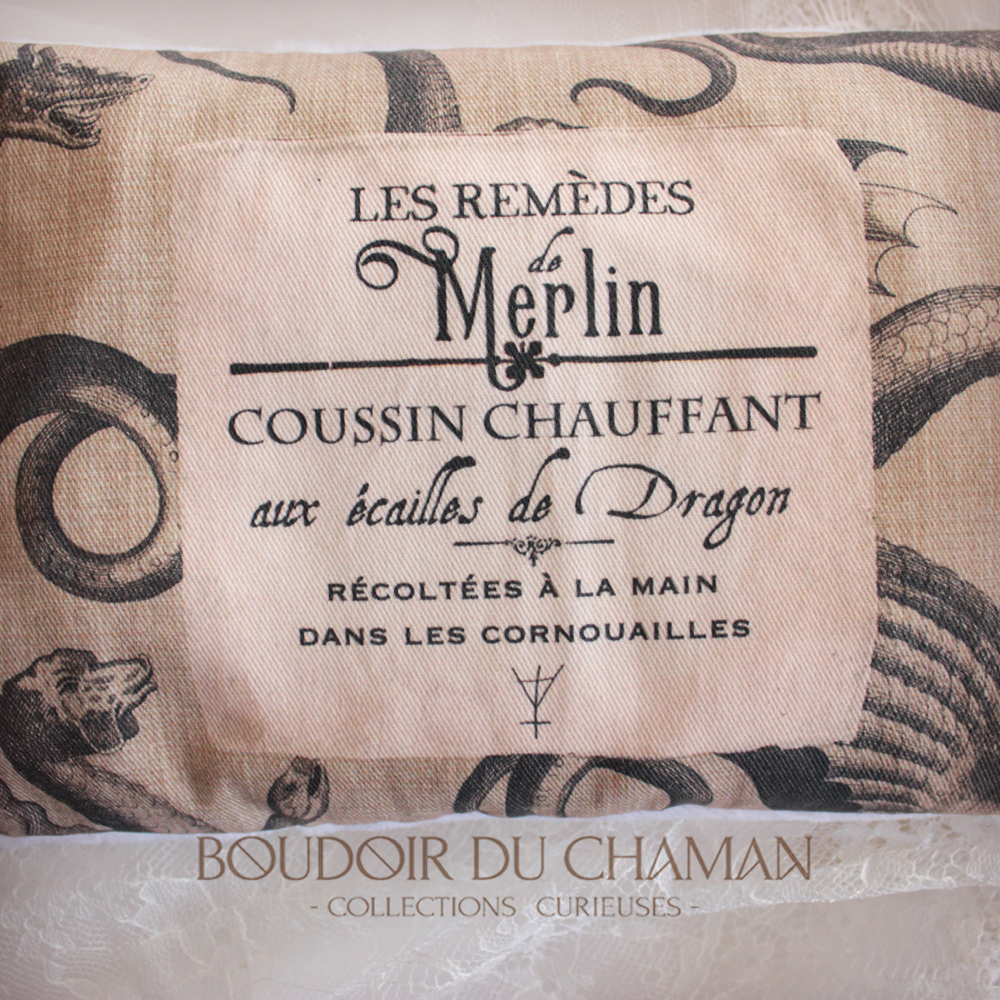 LES REMÈDES
de
Merlin
COUSSIN CHAUFFANT
aux écailles de Dragon
RÉCOLTÉES À LA MAIN
DANS LES CORNOUAILLES
BOUDOIR DU CHAMAN
- COLLECTIONS CURIEUSES -